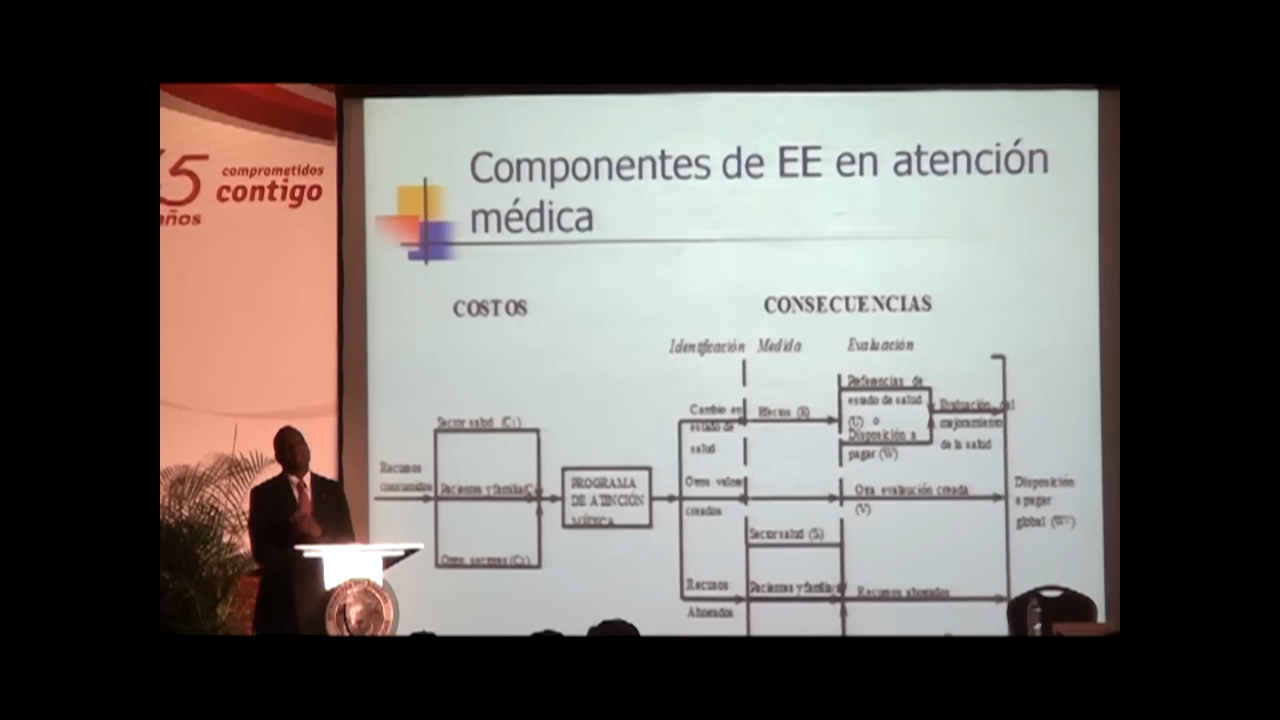 5
años
comprometidos
contigo
Componentes de EE en atención
médica
COSTOS
CONSECUENCIAS
Identificación Medida Evaluación
Sector salud (C1)
Recursos
consumidos
Pacientes y familia
Otros sectores (C3)
PROGRAMA
DE ATENCIÓN
MÉDICA
Cambio en
estado de
salud
Efectos (E)
Preferencias de
estado de salud
(U) o
Disposición a
pagar (W)
Evaluación del
mejoramiento
de la salud
Otros valores
creados
Otra evaluación creada
(V)
Disposición
a pagar
global
Sector salud (S1)
Recursos
Ahorrados
Pacientes y familia
Recursos ahorrados